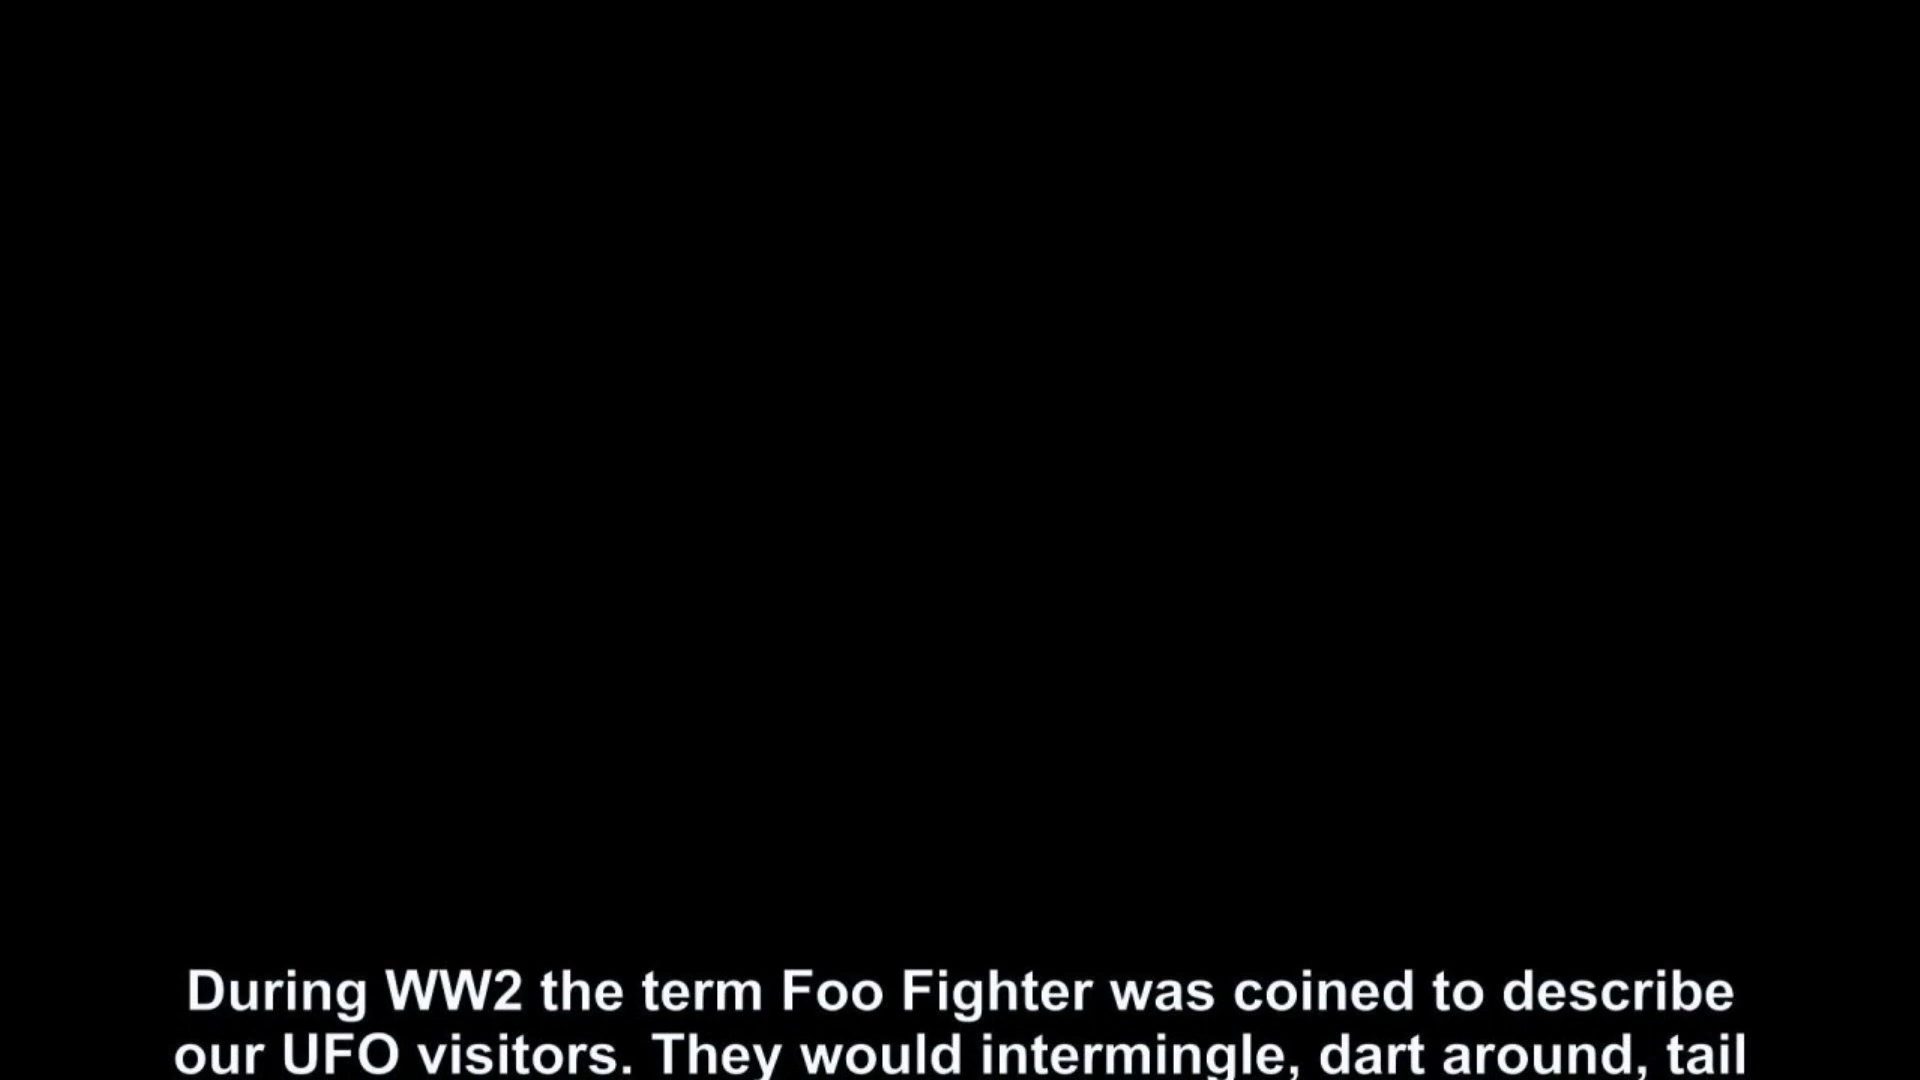 During WW2 the term Foo Fighter was coined to describe
our UFO visitors. They would intermingle, dart around, tail